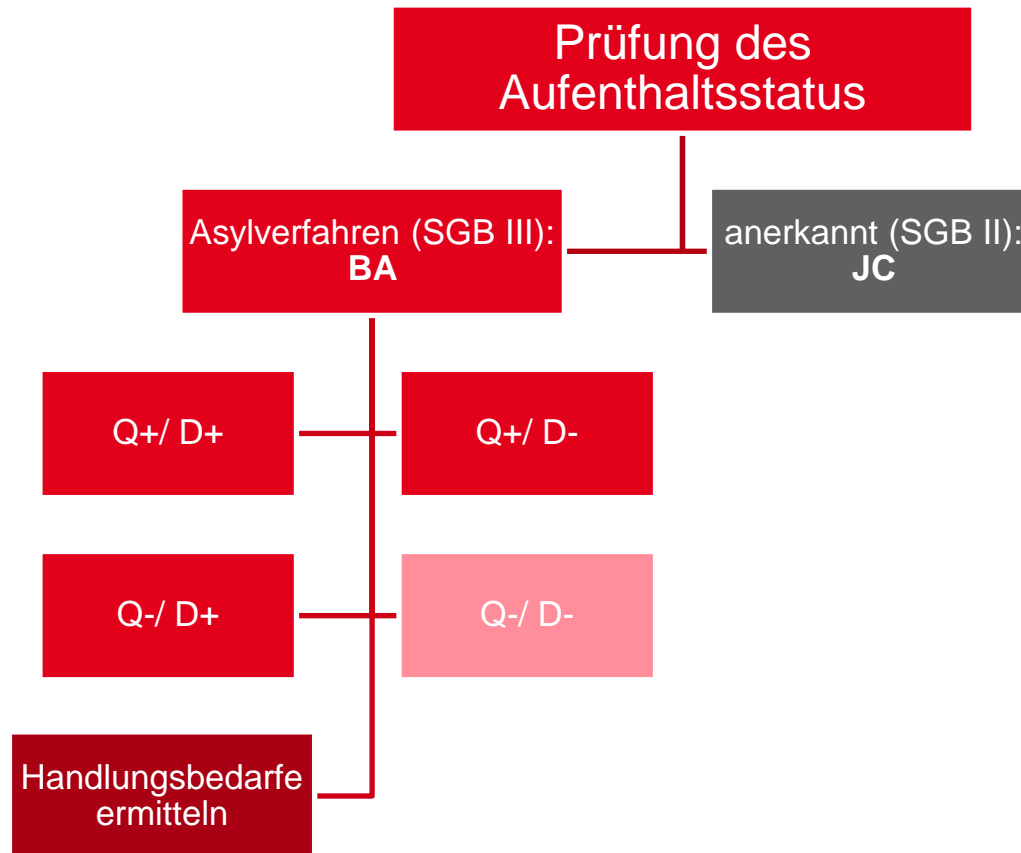 Prüfung des
Aufenthaltsstatus
Asylverfahren (SGB III):
BA
anerkannt (SGB II):
JC
Q+/ D+
Q+/ D-
Q-/ D+
Q-/ D-
Handlungsbedarfe
ermitteln